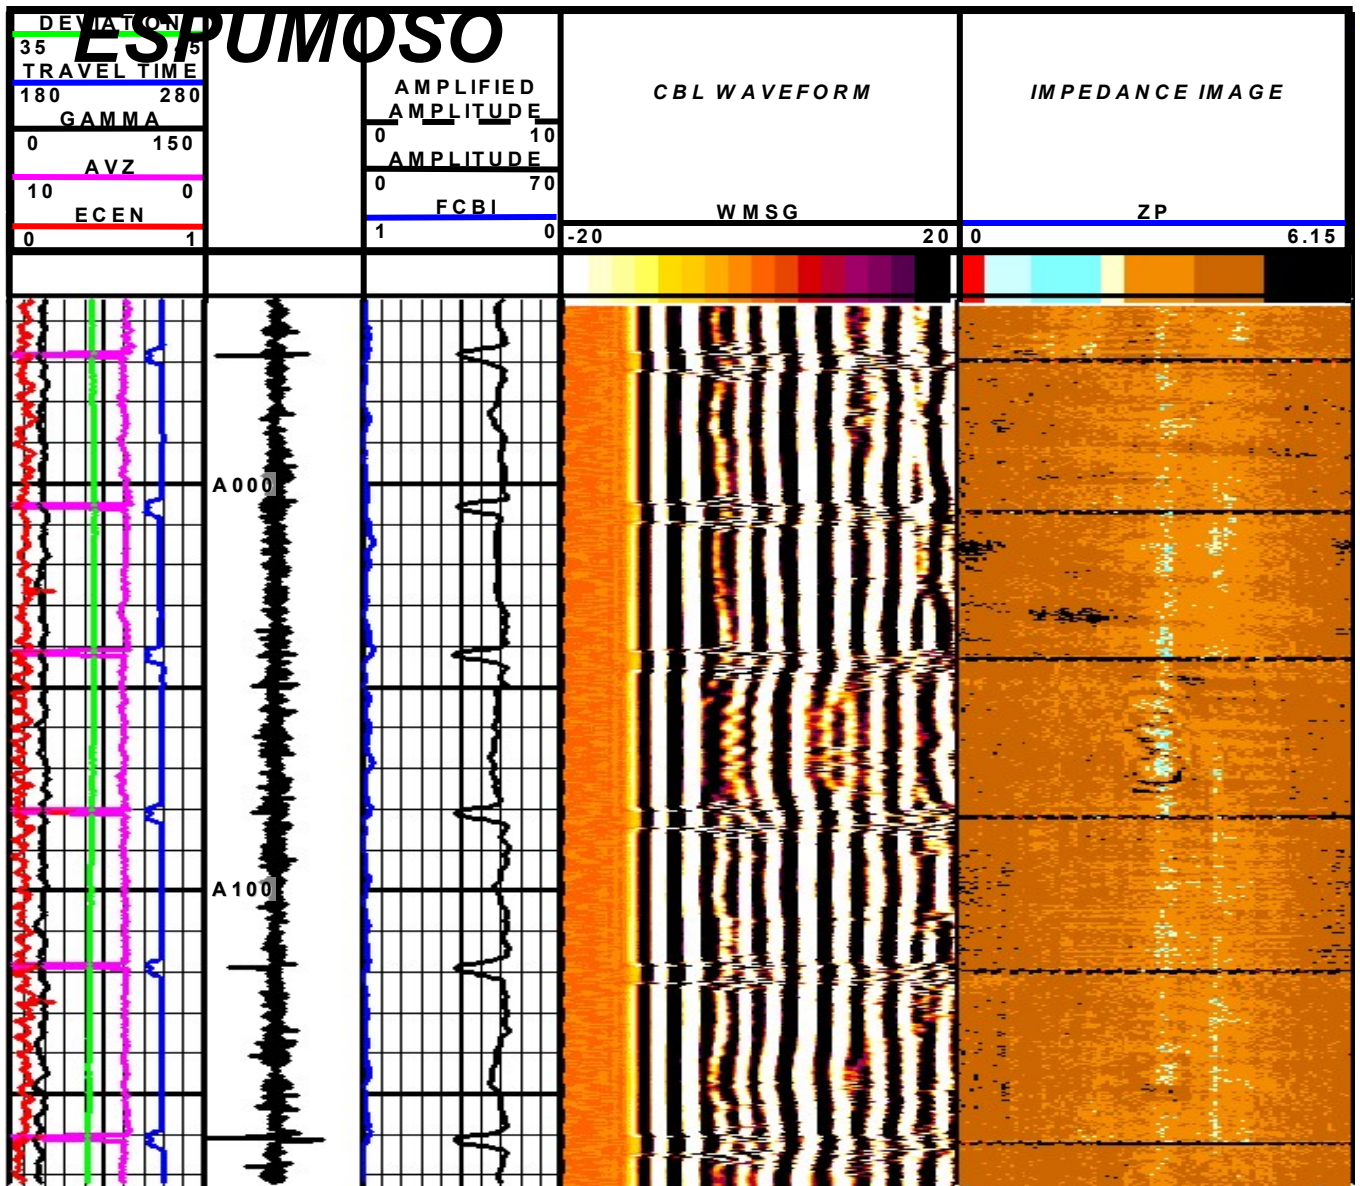 ESPUMOSO
DEVIATION
35 45
TRAVEL TIME
180 280
GAMMA
0 150
AVZ
10 0
ECEN
0 1
AMPLIFIED
AMPLITUDE
0 10
AMPLITUDE
0 70
FCBI
1 0
CBL WAVEFORM
WMSG
-20 20
IMPEDANCE IMAGE
ZP
0 6.15
A000
A100